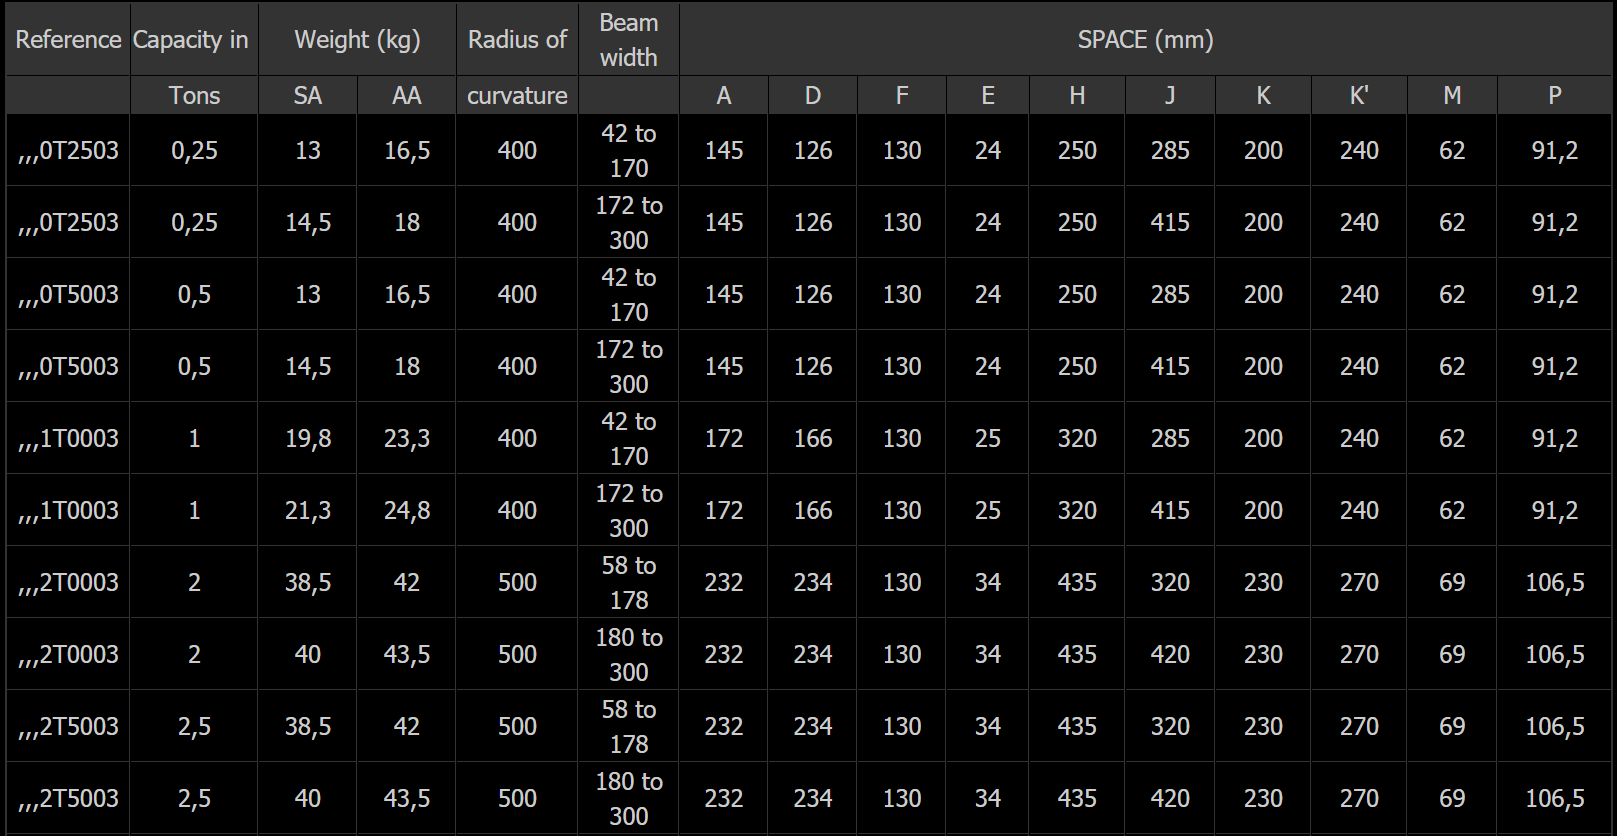 Reference Capacity in Weight (kg) Radius of Beam width SPACE (mm)
Tons SA AA curvature A D F E H J K K' M P
,,,0T2503 0,25 13 16,5 400 42 to 170 145 126 130 24 250 285 200 240 62 91,2
,,,0T2503 0,25 14,5 18 400 172 to 300 145 126 130 24 250 415 200 240 62 91,2
,,,0T5003 0,5 13 16,5 400 42 to 170 145 126 130 24 250 285 200 240 62 91,2
,,,0T5003 0,5 14,5 18 400 172 to 300 145 126 130 24 250 415 200 240 62 91,2
,,,1T0003 1 19,8 23,3 400 42 to 170 172 166 130 25 320 285 200 240 62 91,2
,,,1T0003 1 21,3 24,8 400 172 to 300 172 166 130 25 320 415 200 240 62 91,2
,,,2T0003 2 38,5 42 500 58 to 178 232 234 130 34 435 320 230 270 69 106,5
,,,2T0003 2 40 43,5 500 180 to 300 232 234 130 34 435 420 230 270 69 106,5
,,,2T5003 2,5 38,5 42 500 58 to 178 232 234 130 34 435 320 230 270 69 106,5
,,,2T5003 2,5 40 43,5 500 180 to 300 232 234 130 34 435 420 230 270 69 106,5